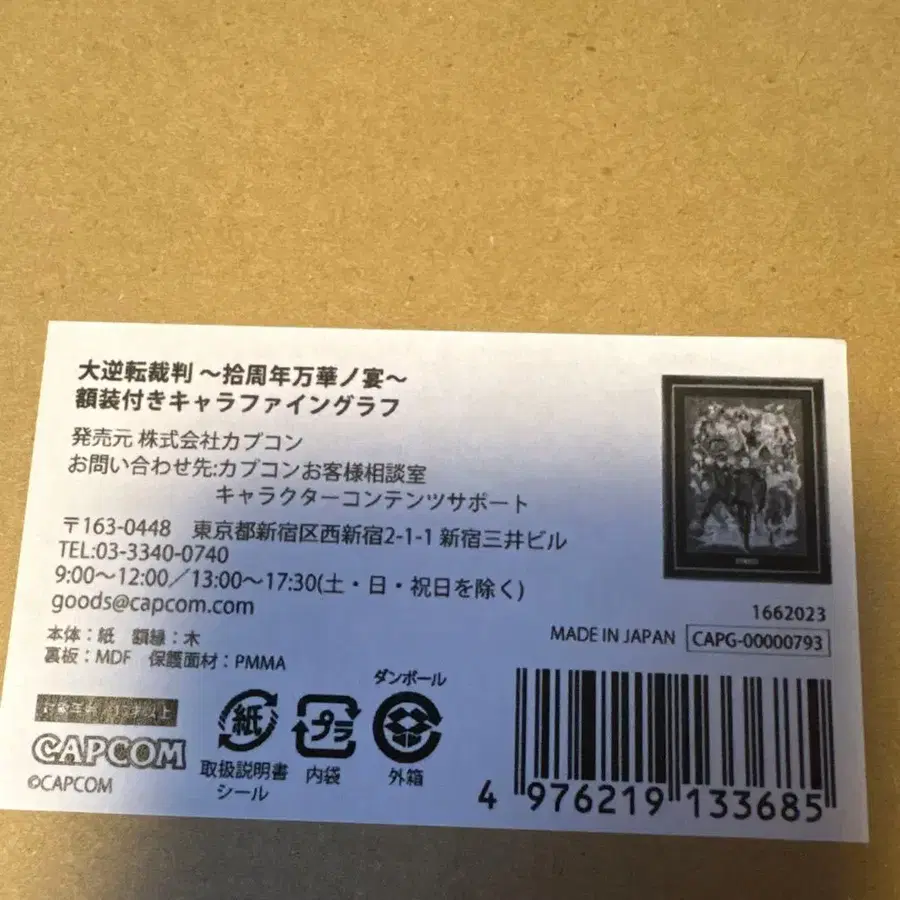 大逆転裁判 ～拾周年万華ノ宴～
額装付きキャラファイングラフ
発売元 株式会社カプコン
お問い合わせ先:カプコンお客様相談室
キャラクターコンテンツサポート
〒163-0448 東京都新宿区西新宿2-1-1 新宿三井ビル
TEL:03-3340-0740
9:00～12:00／13:00～17:30(土・日・祝日を除く)
goods@capcom.com
本体：紙 額縁：木
裏板：MDF 保護面材：PMMA
1662023
MADE IN JAPAN CAPG-00000793
CAPCOM
©CAPCOM
紙
取扱説明書
シール
プラ
内袋
ダンボール
外箱
4 976219 133685